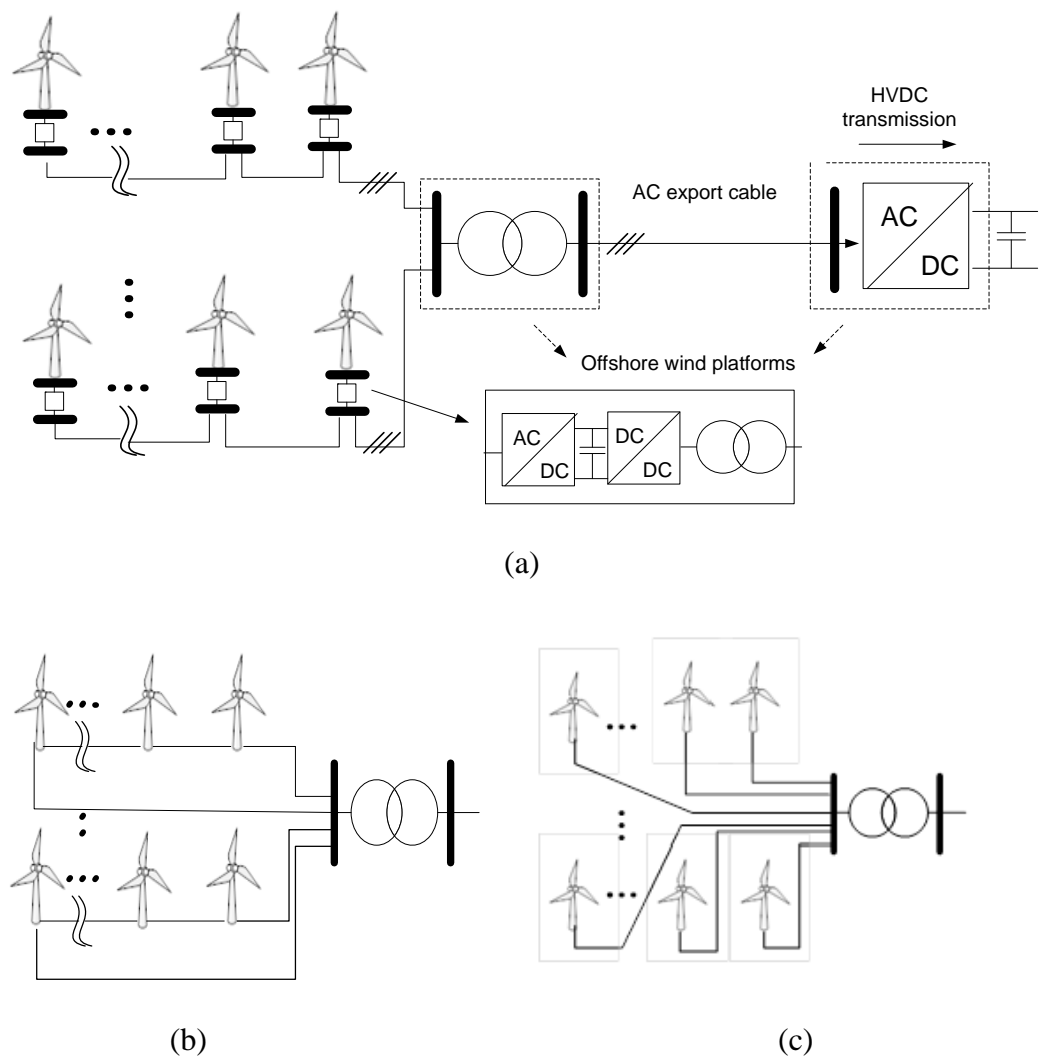 HVDC
transmission
AC export cable
AC
DC
Offshore wind platforms
AC
DC
DC
DC
(a)
(b)
(c)